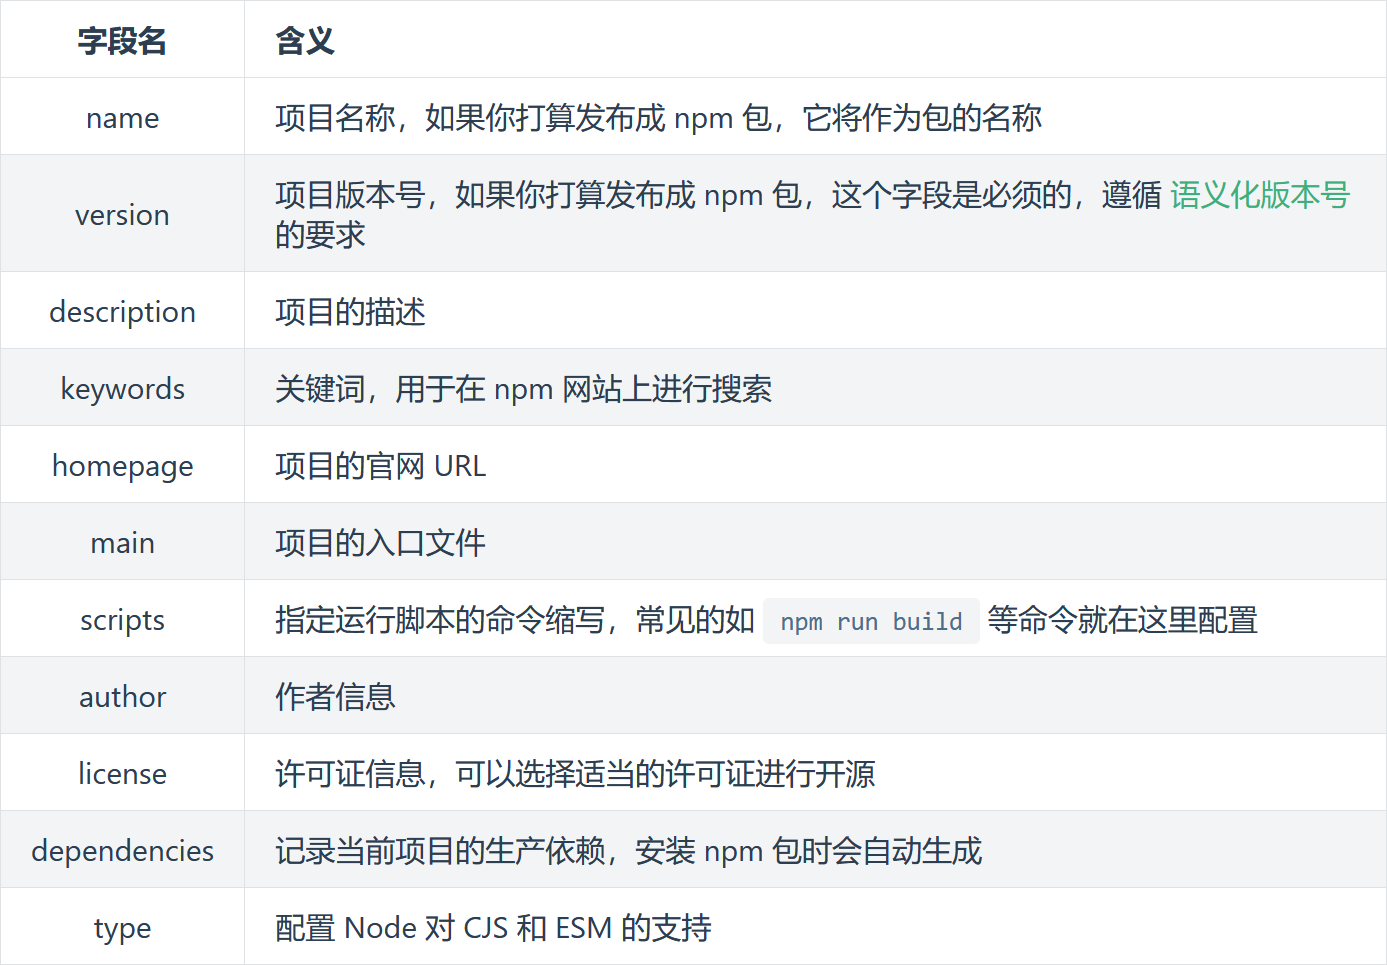 字段名 含义
name 项目名称，如果你打算发布成 npm 包，它将作为包的名称
version 项目版本号，如果你打算发布成 npm 包，这个字段是必须的，遵循 语义化版本号
的要求
description 项目的描述
keywords 关键词，用于在 npm 网站上进行搜索
homepage 项目的官网 URL
main 项目的入口文件
scripts 指定运行脚本的命令缩写，常见的如 npm run build 等命令就在这里配置
author 作者信息
license 许可证信息，可以选择适当的许可证进行开源
dependencies 记录当前项目的生产依赖，安装 npm 包时会自动生成
type 配置 Node 对 CJS 和 ESM 的支持